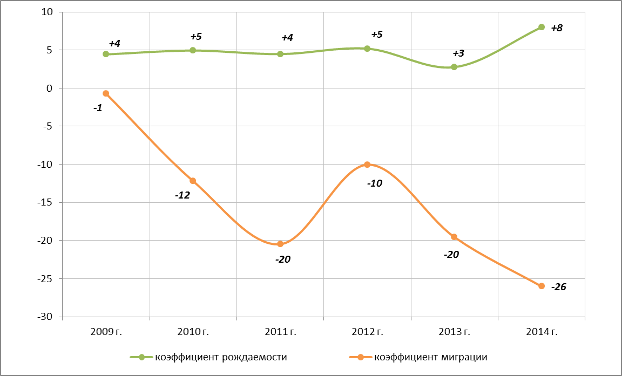 10
+4
+5
+4
+5
+3
+8
5
0
-1
5
-10
-12
-10
-15
-20
-20
-20
-25
-26
-30
2009 г.
2010 г.
2011 г.
2012 г.
2013 г.
2014 г.
коэффициент рождаемости
коэффициент миграции